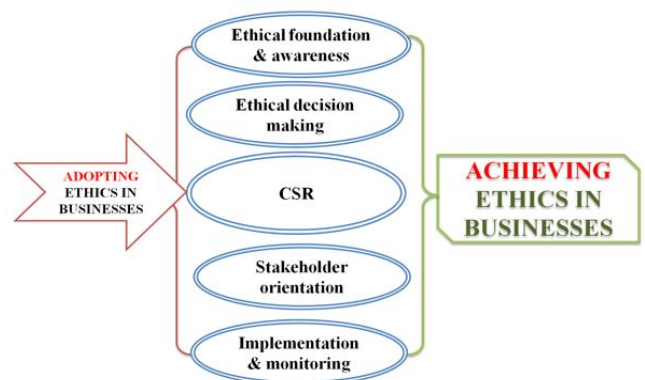 ADOPTING
ETHICS IN
BUSINESSES
Ethical foundation
& awareness
Ethical decision
making
CSR
Stakeholder
orientation
Implementation
& monitoring
ACHIEVING
ETHICS IN
BUSINESSES